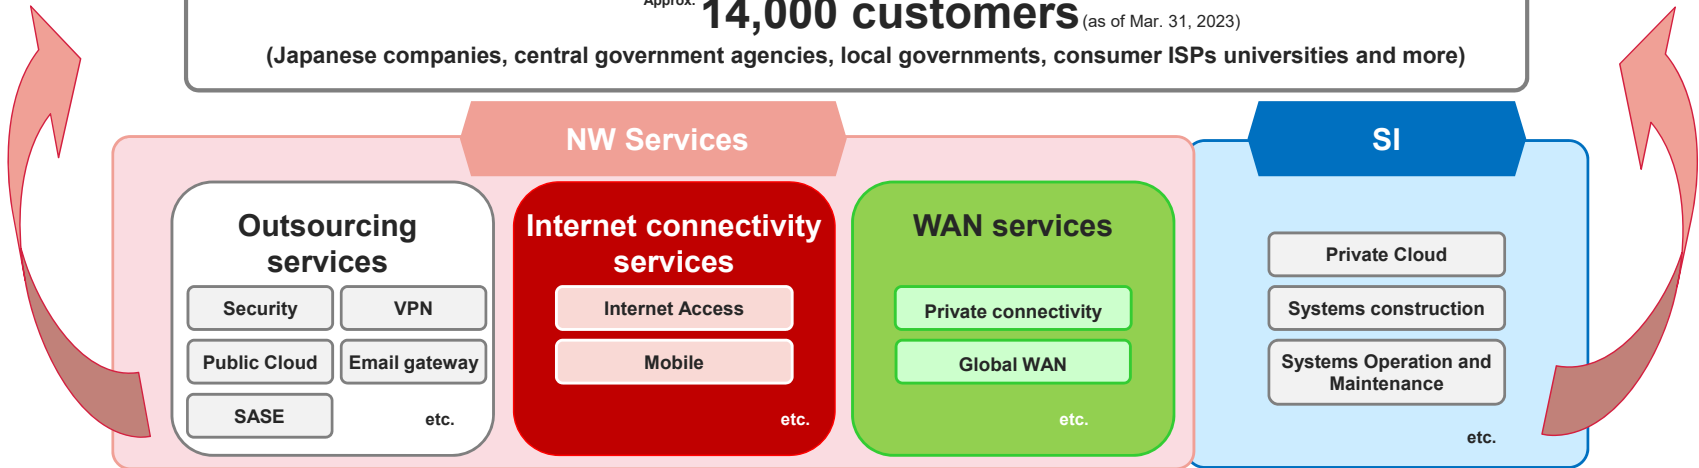 Approx. 14,000 customers (as of Mar. 31, 2023)
(Japanese companies, central government agencies, local governments, consumer ISPs universities and more)
NW Services
SI
Outsourcing
services
Security
VPN
Public Cloud
Email gateway
SASE
etc.
Internet connectivity
services
Internet Access
Mobile
etc.
WAN services
Private connectivity
Global WAN
etc.
Private Cloud
Systems construction
Systems Operation and
Maintenance
etc.